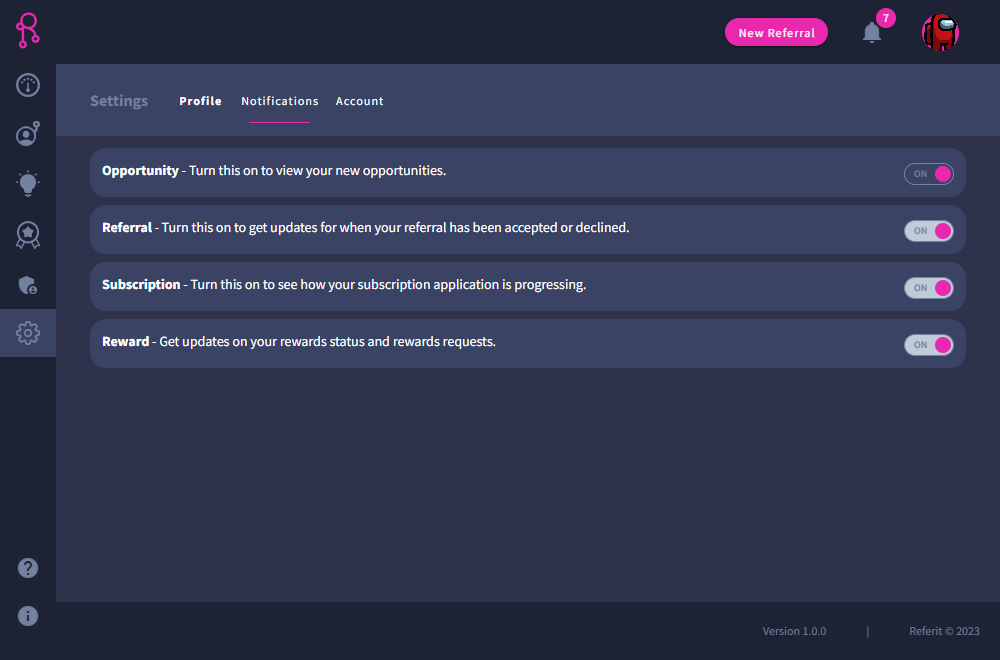 New Referral
7
Settings
Profile
Notifications
Account
Opportunity - Turn this on to view your new opportunities.
ON
Referral - Turn this on to get updates for when your referral has been accepted or declined.
ON
Subscription - Turn this on to see how your subscription application is progressing.
ON
Reward - Get updates on your rewards status and rewards requests.
ON
Version 1.0.0 | Referit © 2023